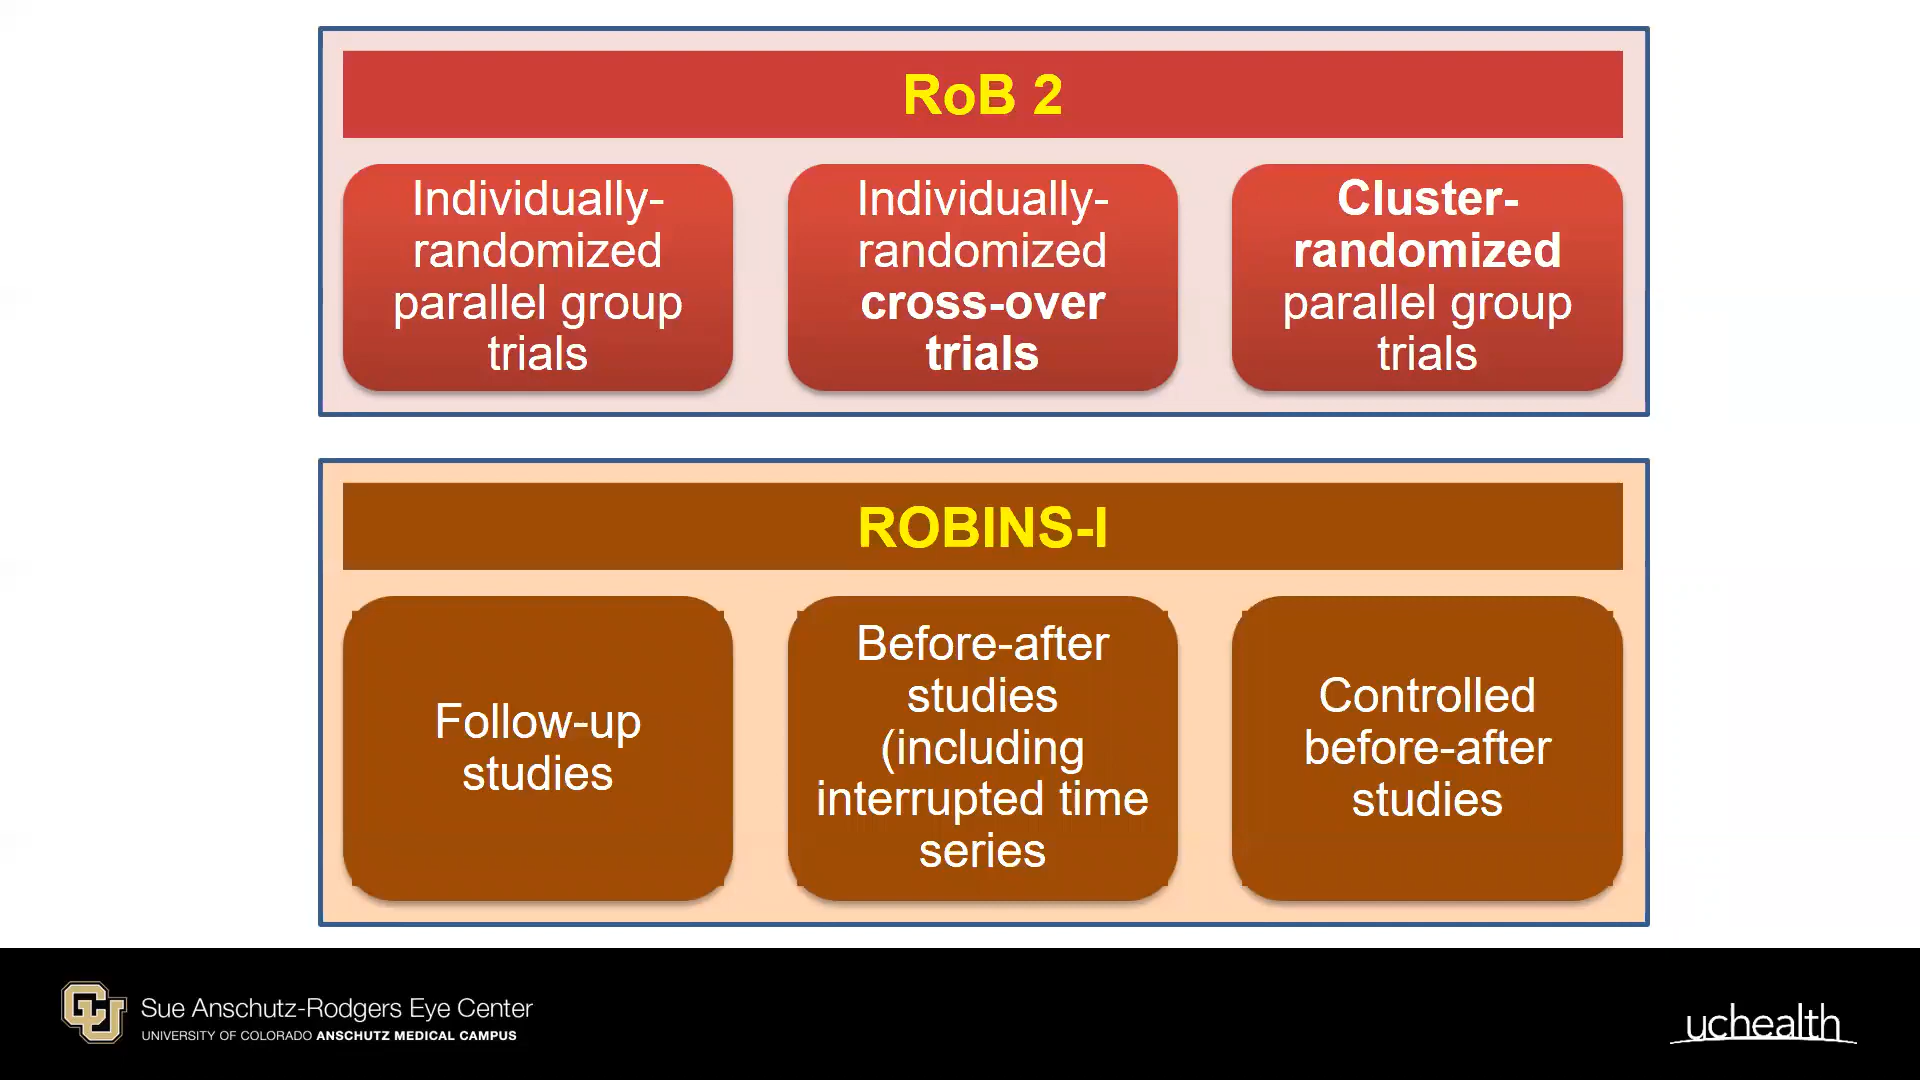 RoB 2
Individually-
randomized
parallel group
trials
Individually-
randomized
cross-over
trials
Cluster-
randomized
parallel group
trials
ROBINS-I
Follow-up
studies
Before-after
studies
(including
interrupted time
series
Controlled
before-after
studies
CU
Sue Anschutz-Rodgers Eye Center
UNIVERSITY OF COLORADO ANSCHUTZ MEDICAL CAMPUS
uchealth